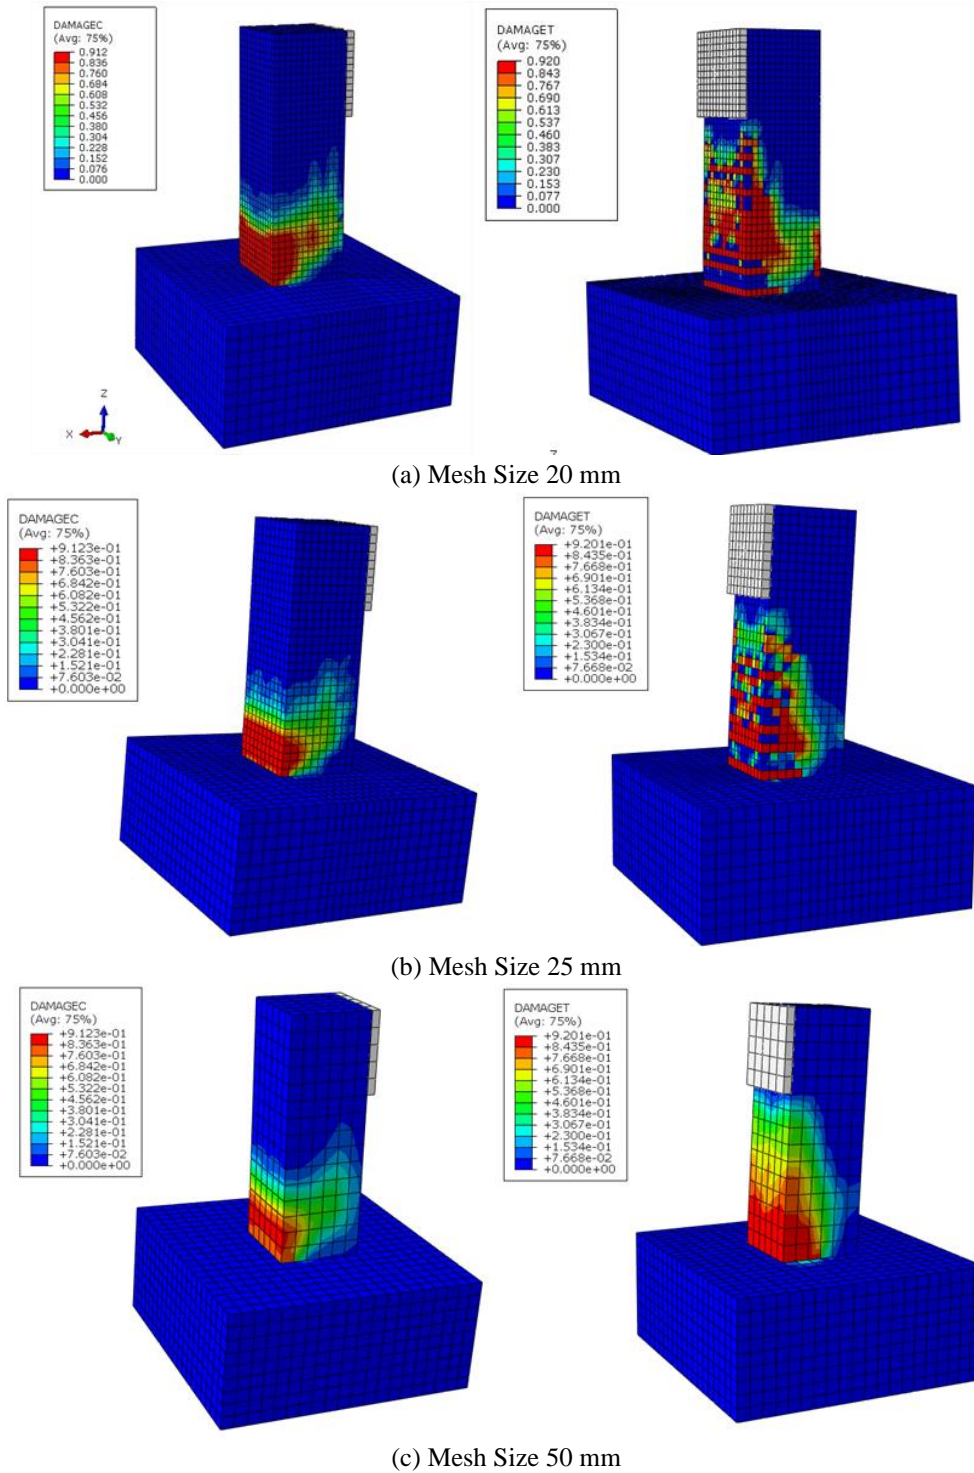 DAMAGEC
(Avg: 75%)
0.912
0.836
0.760
0.684
0.608
0.532
0.456
0.380
0.304
0.228
0.152
0.076
0.000
DAMAGET
(Avg: 75%)
0.920
0.843
0.767
0.690
0.613
0.537
0.460
0.383
0.307
0.230
0.153
0.077
0.000
Z
X
Y
(a) Mesh Size 20 mm
DAMAGEC
(Avg: 75%)
+9.123e-01
+8.363e-01
+7.603e-01
+6.842e-01
+6.082e-01
+5.322e-01
+4.562e-01
+3.801e-01
+3.041e-01
+2.281e-01
+1.521e-01
+7.603e-02
+0.000e+00
DAMAGET
(Avg: 75%)
+9.201e-01
+8.435e-01
+7.668e-01
+6.901e-01
+6.134e-01
+5.368e-01
+4.601e-01
+3.834e-01
+3.067e-01
+2.300e-01
+1.534e-01
+7.668e-02
+0.000e+00
(b) Mesh Size 25 mm
DAMAGEC
(Avg: 75%)
+9.123e-01
+8.363e-01
+7.603e-01
+6.842e-01
+6.082e-01
+5.322e-01
+4.562e-01
+3.801e-01
+3.041e-01
+2.281e-01
+1.521e-01
+7.603e-02
+0.000e+00
DAMAGET
(Avg: 75%)
+9.201e-01
+8.435e-01
+7.668e-01
+6.901e-01
+6.134e-01
+5.368e-01
+4.601e-01
+3.834e-01
+3.067e-01
+2.300e-01
+1.534e-01
+7.668e-02
+0.000e+00
(c) Mesh Size 50 mm